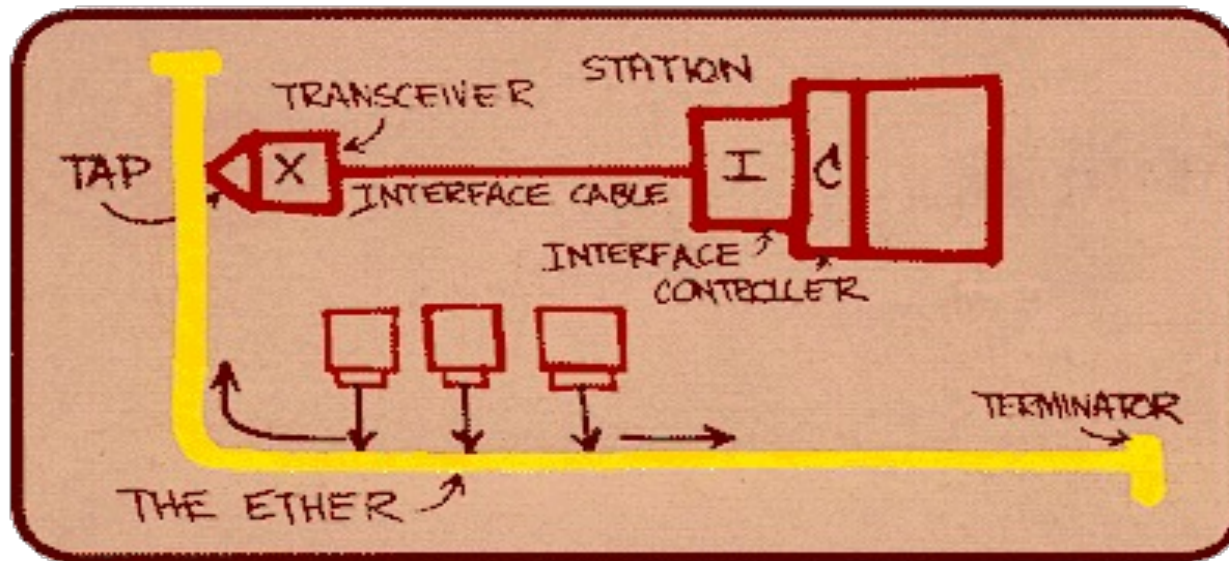 STATION
TRANSCEIVER
TAP
X
I
C
INTERFACE CABLE
INTERFACE
CONTROLLER
TERMINATOR
THE ETHER